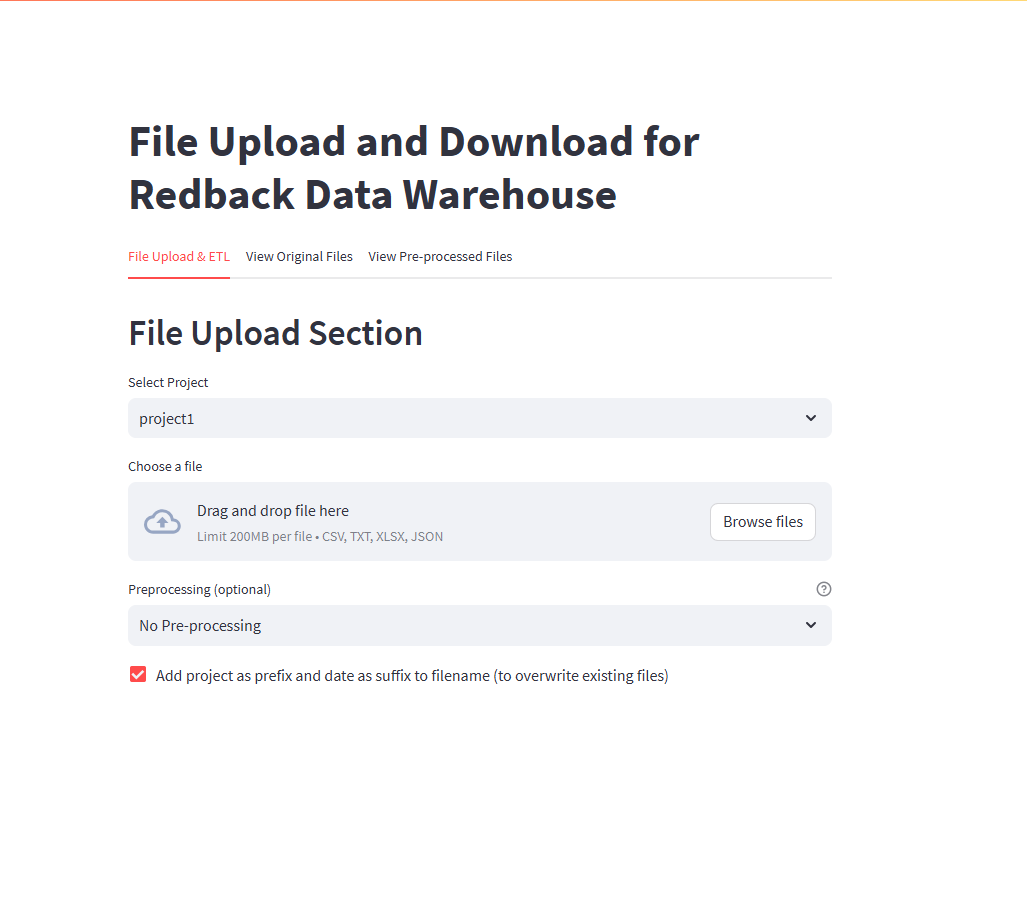 File Upload and Download for
Redback Data Warehouse
File Upload & ETL
View Original Files
View Pre-processed Files
File Upload Section
Select Project
project1
Choose a file
Drag and drop file here
Limit 200MB per file • CSV, TXT, XLSX, JSON
Browse files
Preprocessing (optional)
No Pre-processing
Add project as prefix and date as suffix to filename (to overwrite existing files)